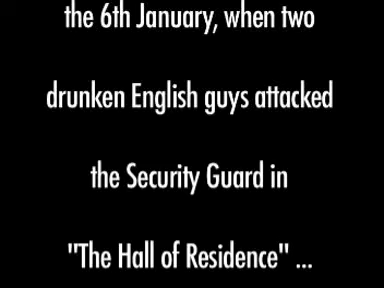 the 6th January, when two
drunken English guys attacked
the Security Guard in
"The Hall of Residence" ...